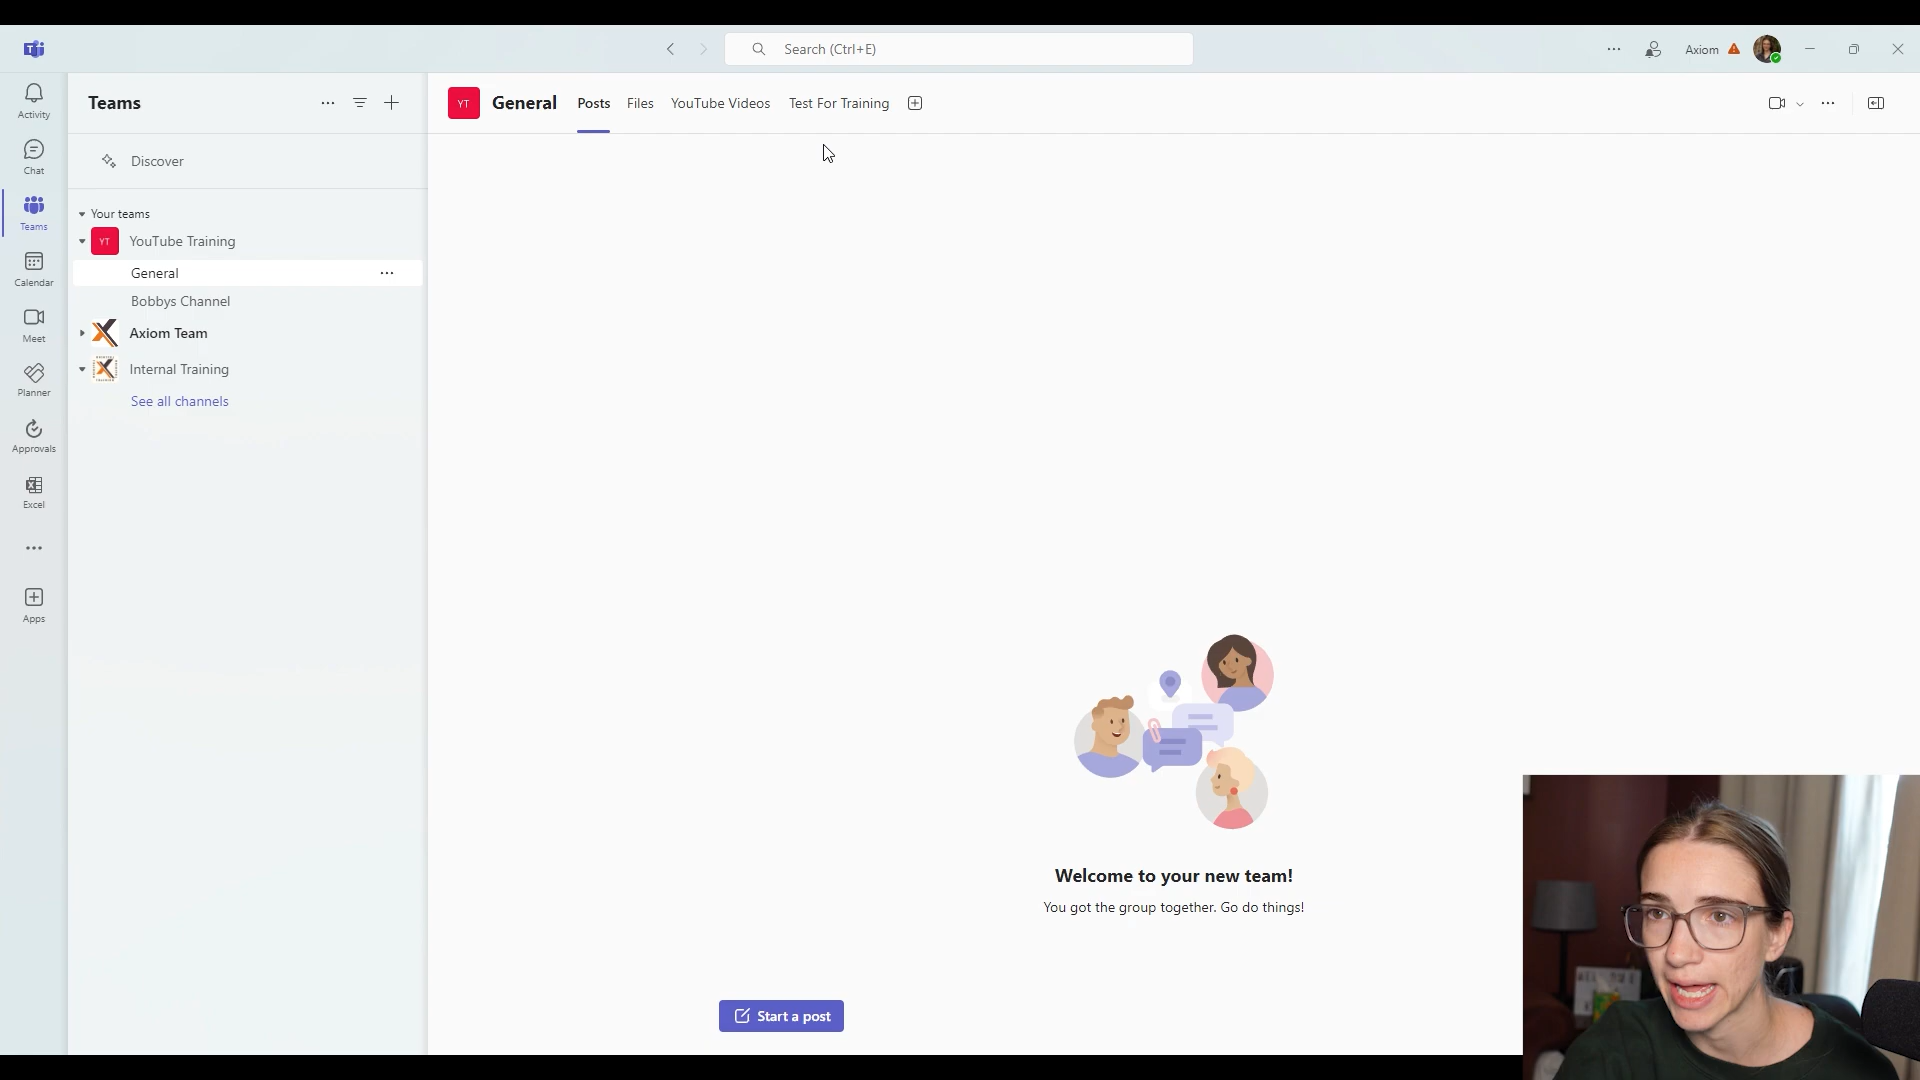 Search (Ctrl+E)
Axiom
Activity
Chat
Teams
Calendar
Meet
Planner
Approvals
Excel
Apps
Teams
Discover
Your teams
YT YouTube Training
General
Bobbys Channel
Axiom Team
Internal Training
See all channels
YT General Posts Files YouTube Videos Test For Training
Welcome to your new team!
You got the group together. Go do things!
Start a post